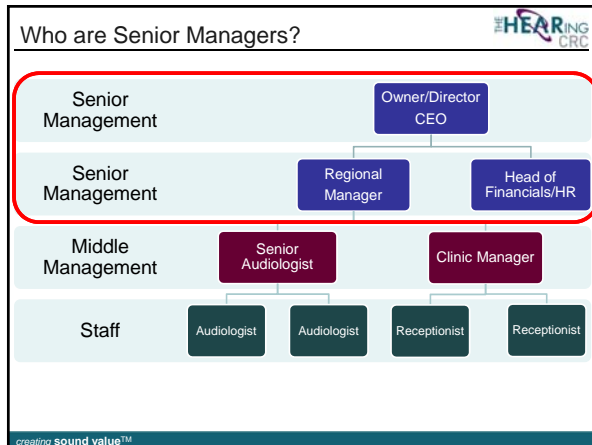 Who are Senior Managers?
THE HEARING
CRC
Senior
Management
Owner/Director
CEO
Senior
Management
Regional
Manager
Head of
Financials/HR
Middle
Management
Senior
Audiologist
Clinic Manager
Staff
Audiologist
Audiologist
Receptionist
Receptionist
creating sound value™